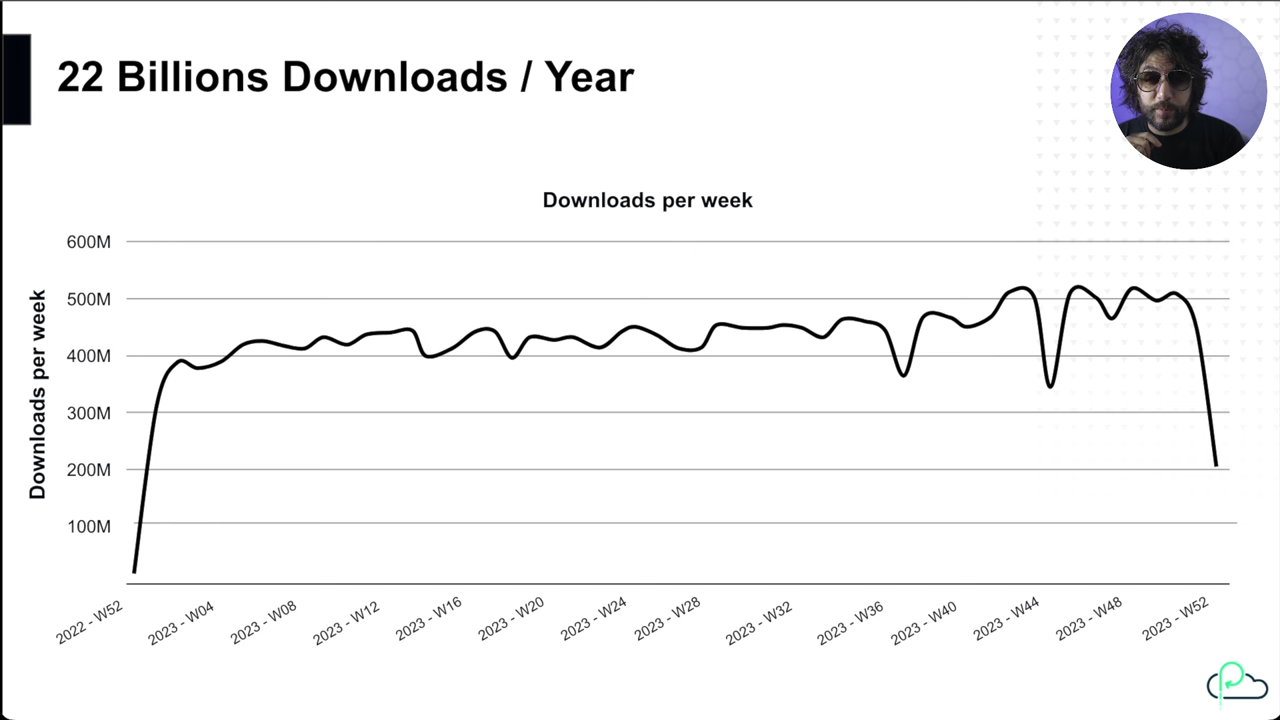 22 Billions Downloads / Year
Downloads per week
Downloads per week
600M
500M
400M
300M
200M
100M
2022 - W52
2023 - W04
2023 - W08
2023 - W12
2023 - W16
2023 - W20
2023 - W24
2023 - W28
2023 - W32
2023 - W36
2023 - W40
2023 - W44
2023 - W48
2023 - W52